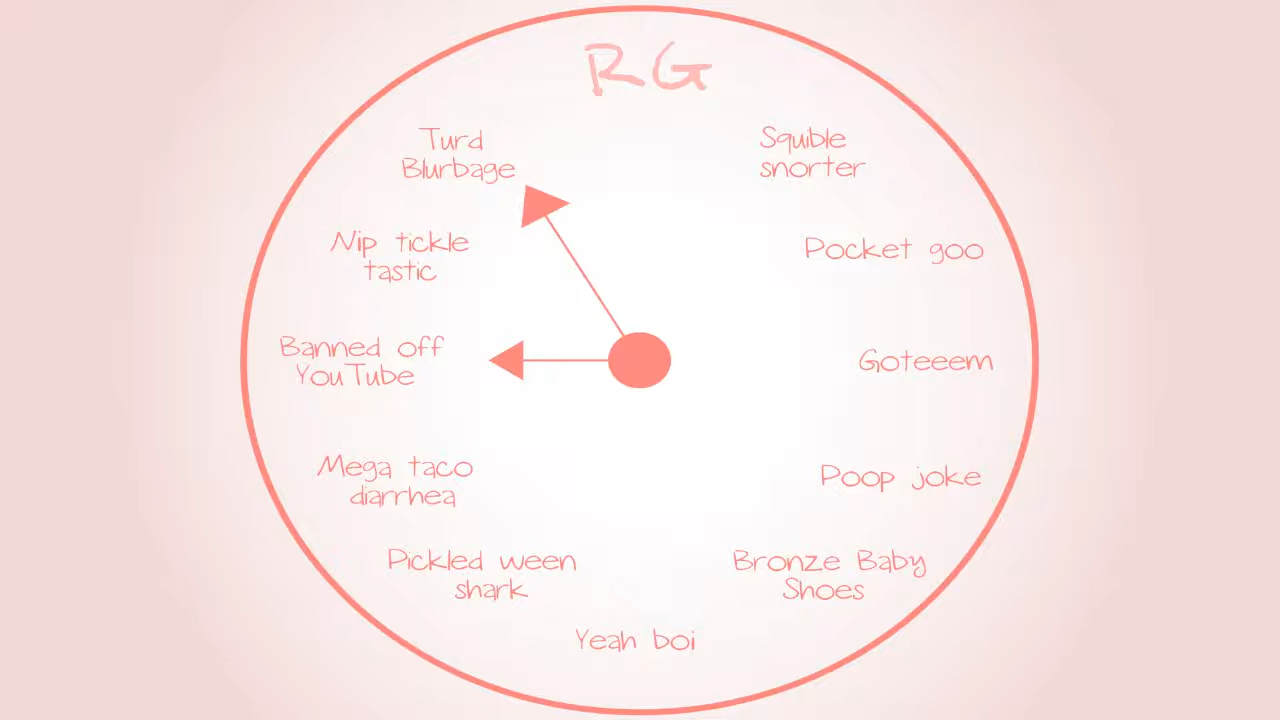 RG
Turd
Blurbage
Squible
snorter
Nip tickle
tastic
Pocket goo
Banned off
YouTube
Goteeem
Mega taco
diarrhea
Poop joke
Pickled ween
shark
Bronze Baby
Shoes
Yeah boi